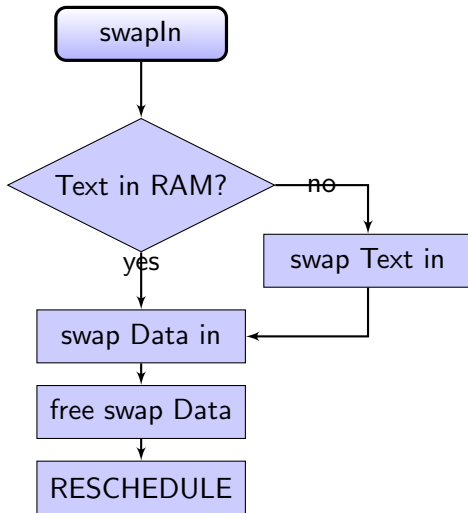 swapIn
Text in RAM?
no
yes
swap Text in
swap Data in
free swap Data
RESCHEDULE